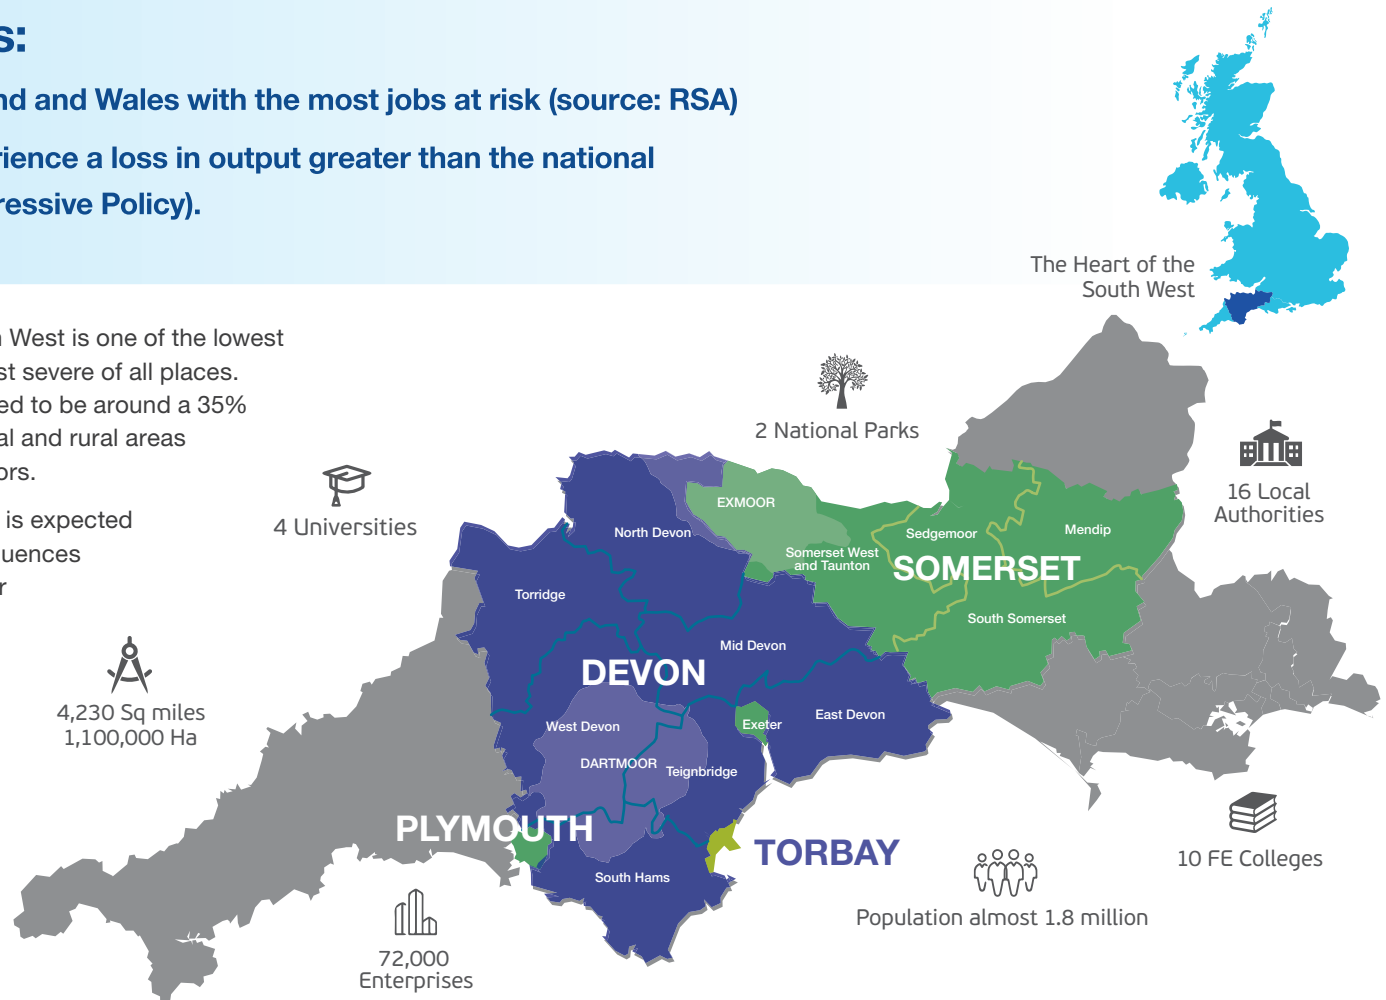 s:
nd and Wales with the most jobs at risk (source: RSA)
rience a loss in output greater than the national
ressive Policy).
The Heart of the
South West
n West is one of the lowest
st severe of all places.
ed to be around a 35%
al and rural areas
ors.
is expected
quences
r
2 National Parks
4 Universities
16 Local
Authorities
4,230 Sq miles
1,100,000 Ha
EXMOOR
North Devon
Somerset West
and Taunton
Sedgemoor
Mendip
SOMERSET
South Somerset
Torridge
Mid Devon
DEVON
West Devon
Exeter
East Devon
DARTMOOR
Teignbridge
PLYMOUTH
TORBAY
South Hams
10 FE Colleges
Population almost 1.8 million
72,000
Enterprises